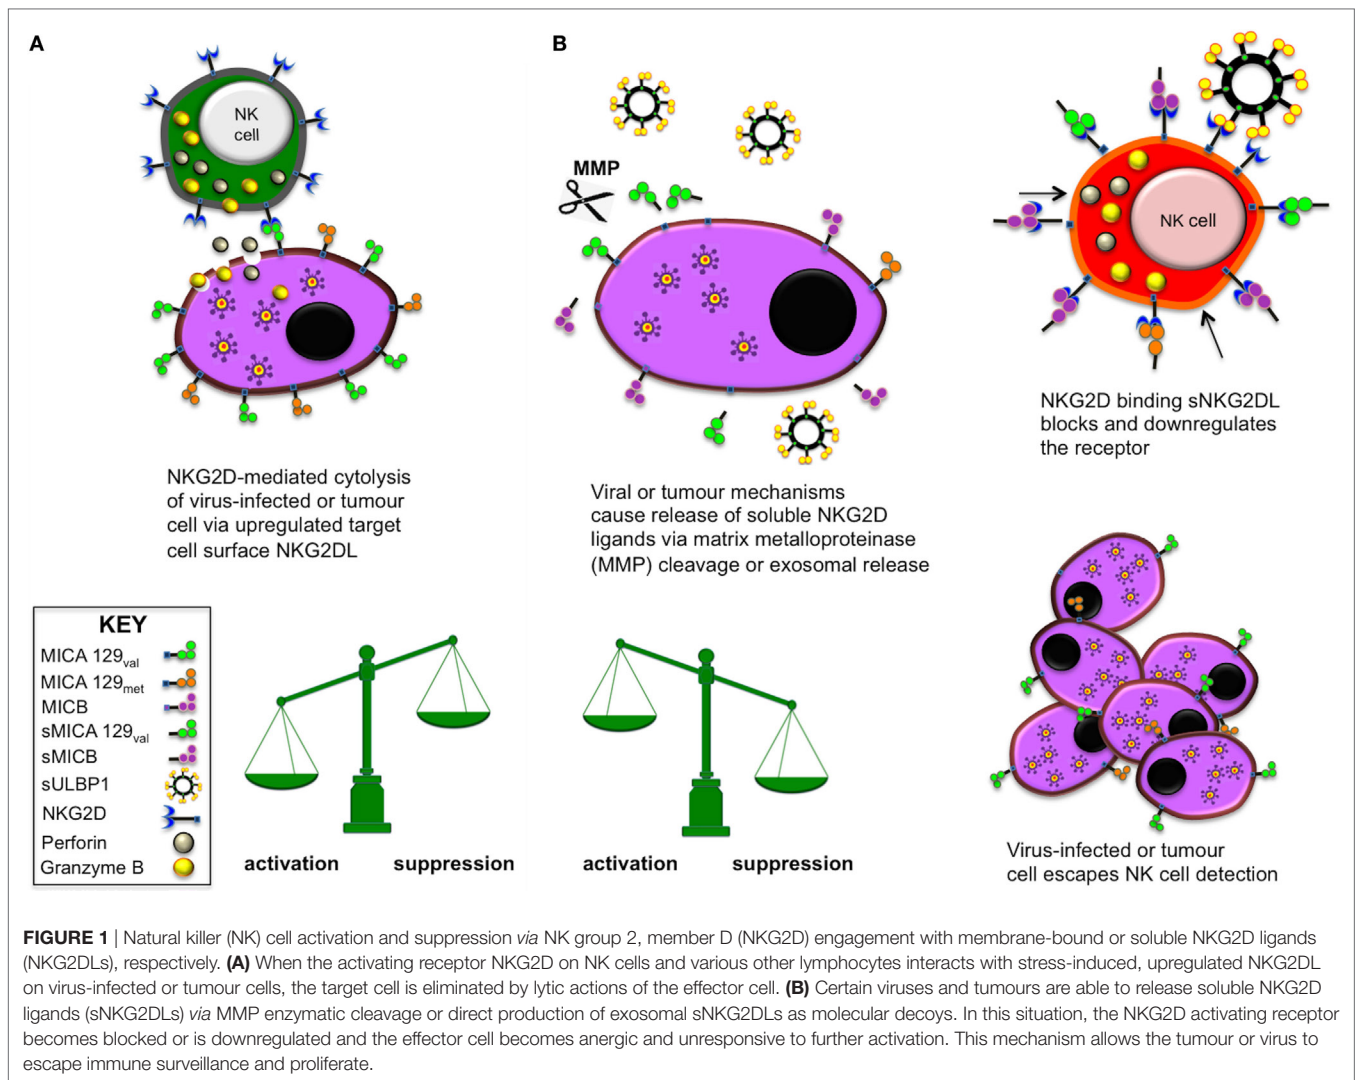 A
B
NK
cell
MMP
NK cell
NKG2D binding sNKG2DL
blocks and downregulates
the receptor
NKG2D-mediated cytolysis
of virus-infected or tumour
cell via upregulated target
cell surface NKG2DL
Viral or tumour mechanisms
cause release of soluble NKG2D
ligands via matrix metalloproteinase
(MMP) cleavage or exosomal release
KEY
MICA 129val
MICA 129met
MICB
sMICA 129val
sMICB
sULBP1
NKG2D
Perforin
Granzyme B
activation suppression
activation suppression
Virus-infected or tumour
cell escapes NK cell detection
FIGURE 1 | Natural killer (NK) cell activation and suppression via NK group 2, member D (NKG2D) engagement with membrane-bound or soluble NKG2D ligands
(NKG2DLs), respectively. (A) When the activating receptor NKG2D on NK cells and various other lymphocytes interacts with stress-induced, upregulated NKG2DL
on virus-infected or tumour cells, the target cell is eliminated by lytic actions of the effector cell. (B) Certain viruses and tumours are able to release soluble NKG2D
ligands (sNKG2DLs) via MMP enzymatic cleavage or direct production of exosomal sNKG2DLs as molecular decoys. In this situation, the NKG2D activating receptor
becomes blocked or is downregulated and the effector cell becomes anergic and unresponsive to further activation. This mechanism allows the tumour or virus to
escape immune surveillance and proliferate.